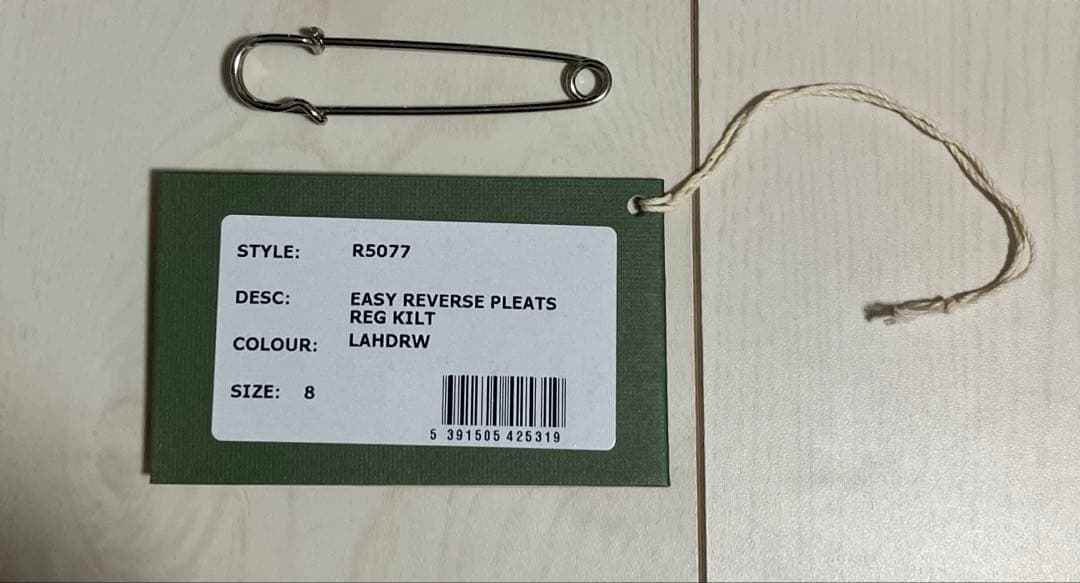 STYLE: R5077
DESC: EASY REVERSE PLEATS
REG KILT
COLOUR: LAHDRW
SIZE: 8
5 391505 425319